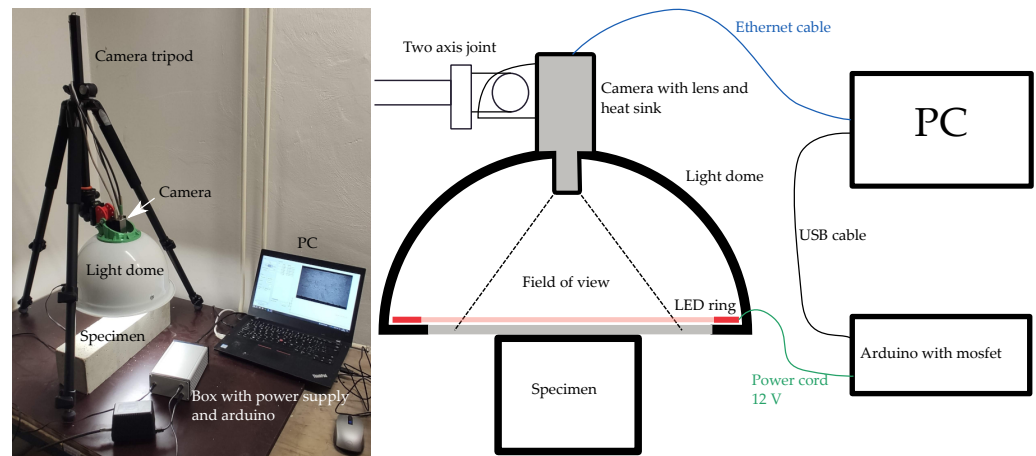 Camera tripod
Camera
PC
Light dome
Specimen
Box with power supply
and arduino
ThinkPad
Two axis joint
Ethernet cable
Camera with lens and
heat sink
PC
Light dome
USB cable
Field of view
LED ring
Arduino with mosfet
Power cord
12 V
Specimen